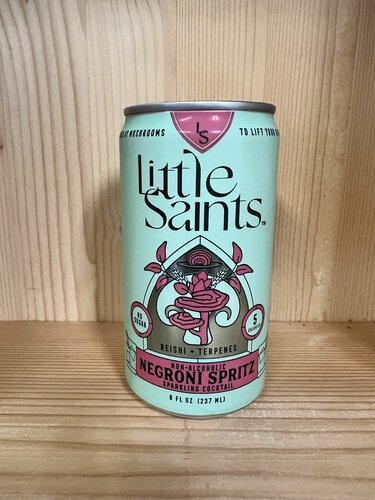 LS
MUSHROOMS
TO LIFT YOUR
Little
Saints™
NO
SUGAR
5
REISHI + TERPENES
NON-ALCOHOLIC
NEGRONI SPRITZ
SPARKLING COCKTAIL
8 FL OZ (237 ML)